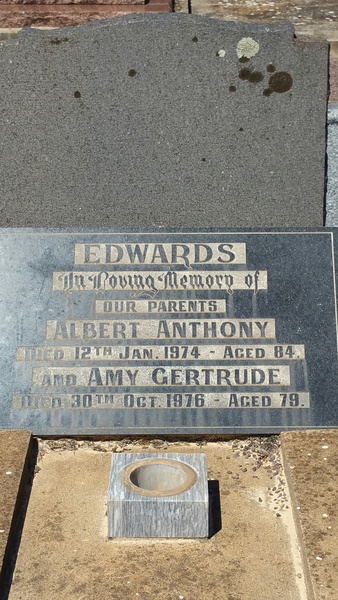 EDWARDS
In Loving Memory of
OUR PARENTS
ALBERT ANTHONY
DIED 12TH JAN. 1974 - AGED 84.
AND AMY GERTRUDE
DIED 30TH OCT. 1976 - AGED 79.